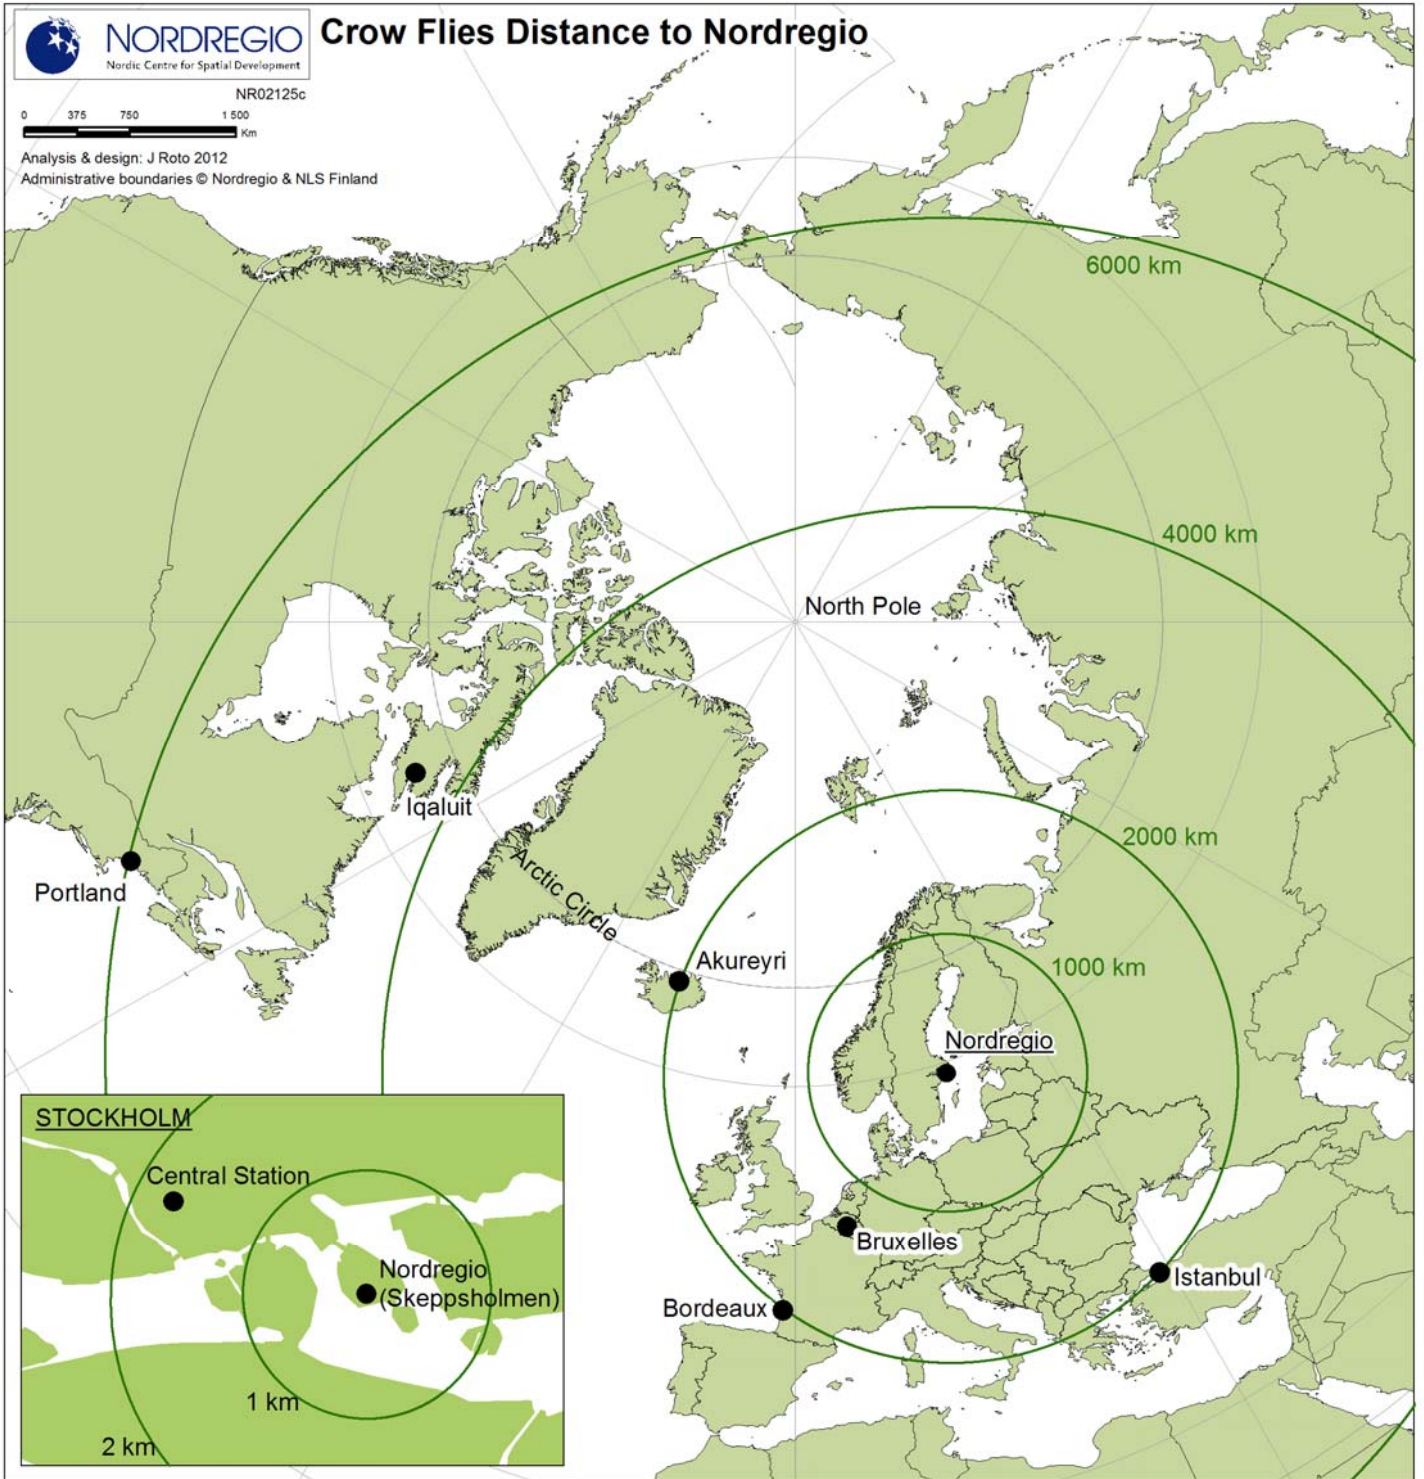 NORDREGIO
Nordic Centre for Spatial Development
Crow Flies Distance to Nordregio
NR02125c
0 375 750 1 500
Km
Analysis & design: J Roto 2012
Administrative boundaries © Nordregio & NLS Finland
6000 km
4000 km
North Pole
Iqaluit
2000 km
Portland
Arctic Circle
Akureyri
1000 km
Nordregio
STOCKHOLM
Central Station
Nordregio
(Skeppsholmen)
1 km
2 km
Bruxelles
Istanbul
Bordeaux